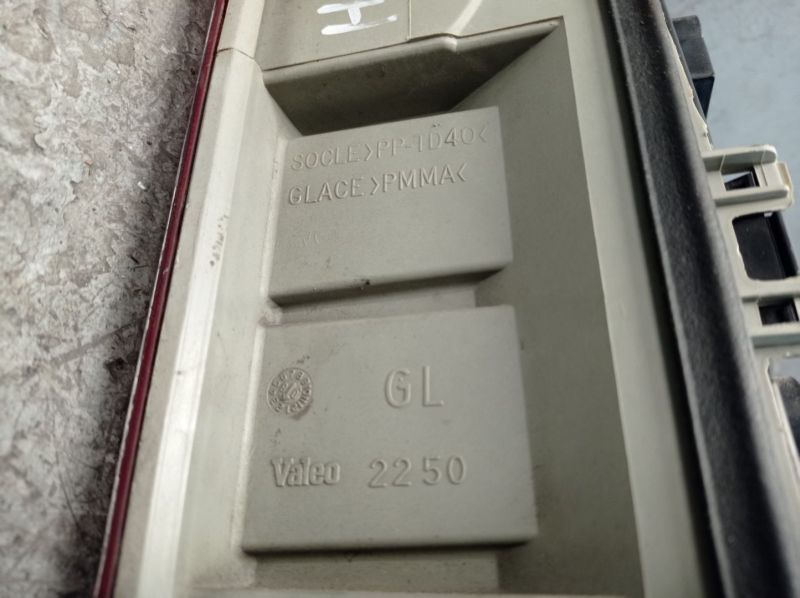 H
SOCLE>PP-TD40<
GLACE>PMMA<
GL
Valeo 2250